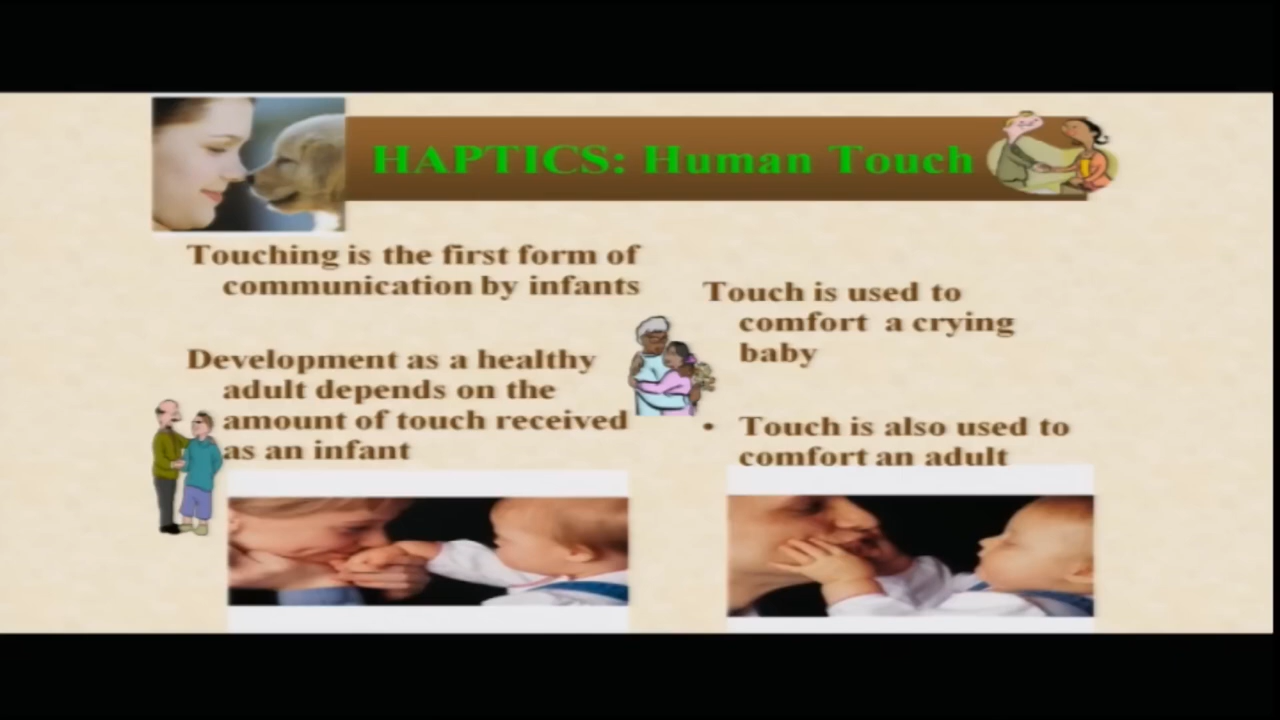 HAPTICS: Human Touch
Touching is the first form of
communication by infants
Development as a healthy
adult depends on the
amount of touch received
as an infant
Touch is used to
comfort a crying
baby
• Touch is also used to
comfort an adult